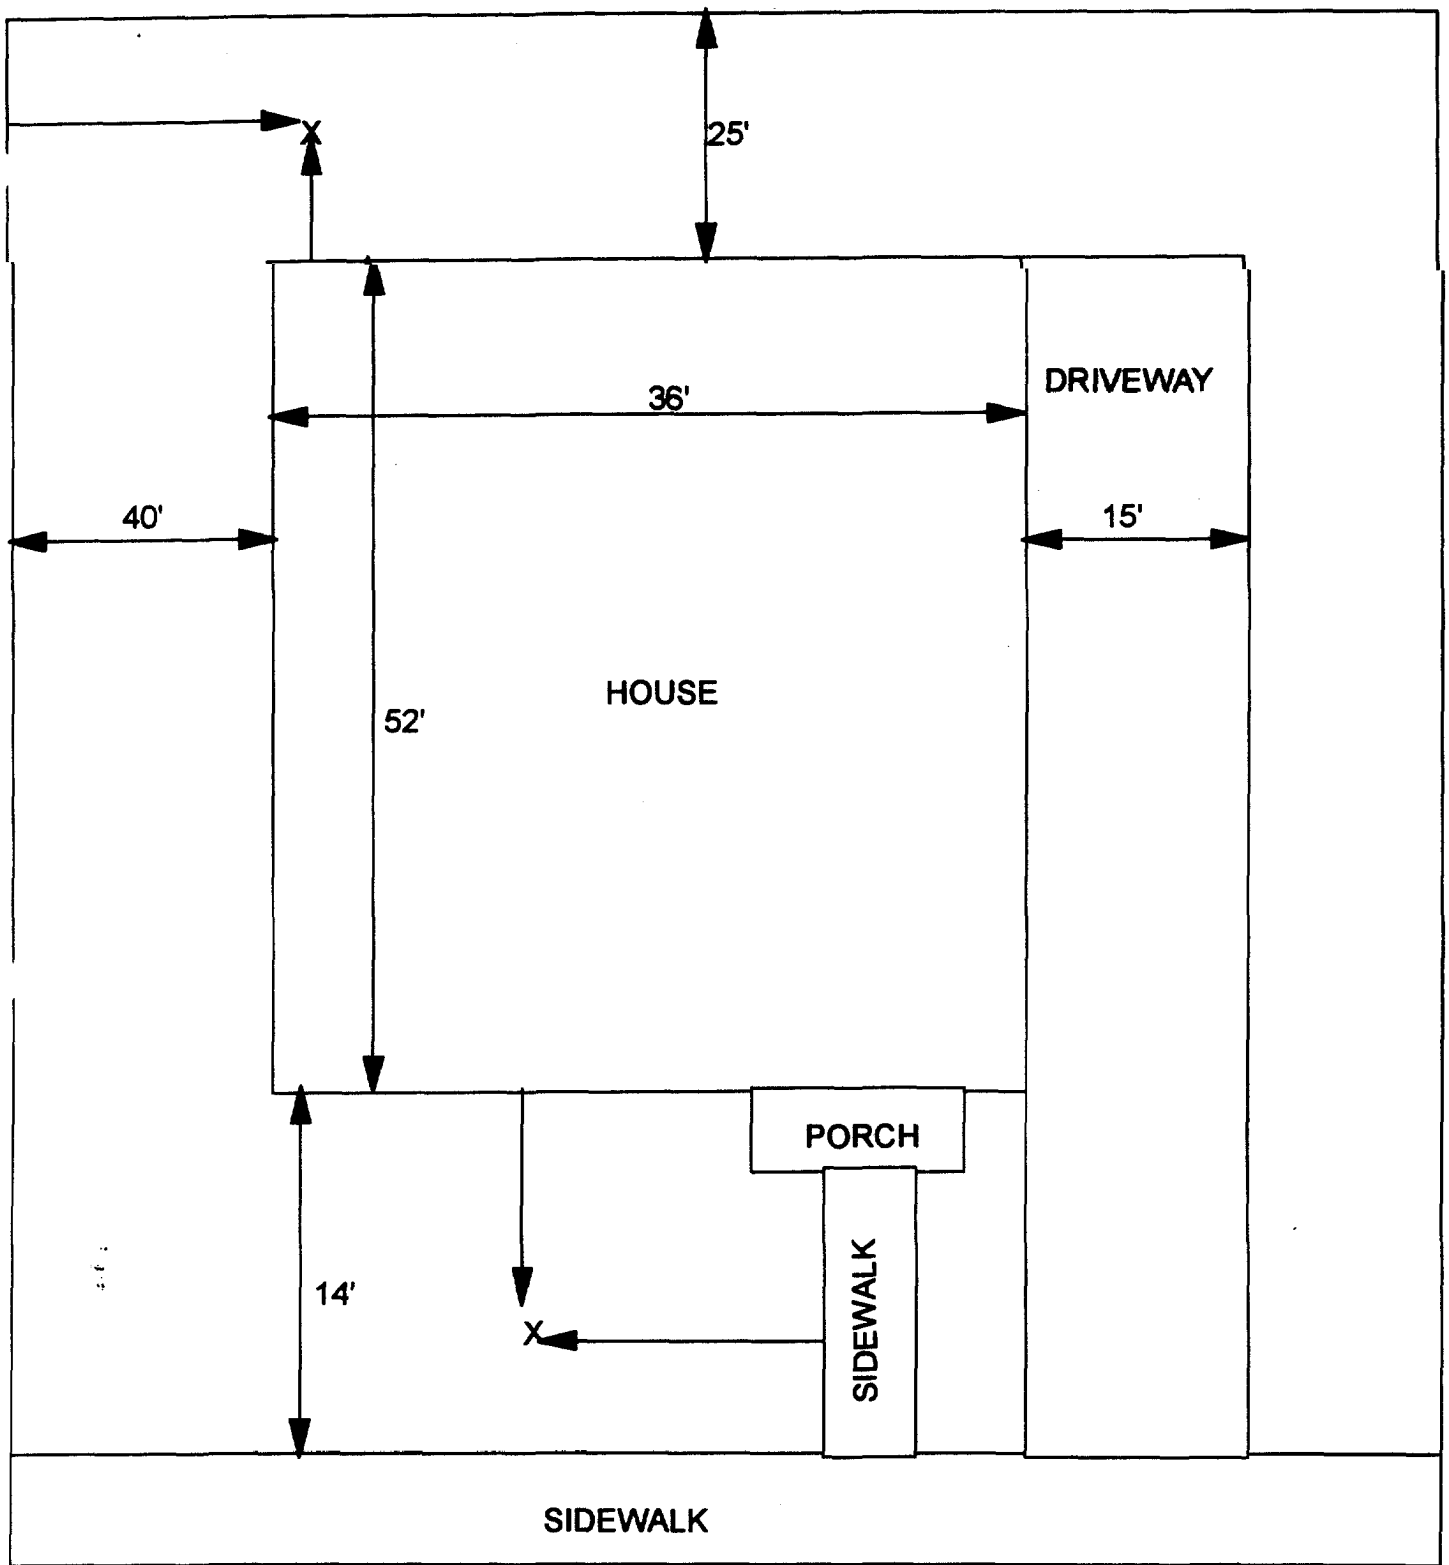 X
25'
DRIVEWAY
36'
40'
15'
HOUSE
52'
PORCH
14'
SIDEWALK
X
SIDEWALK